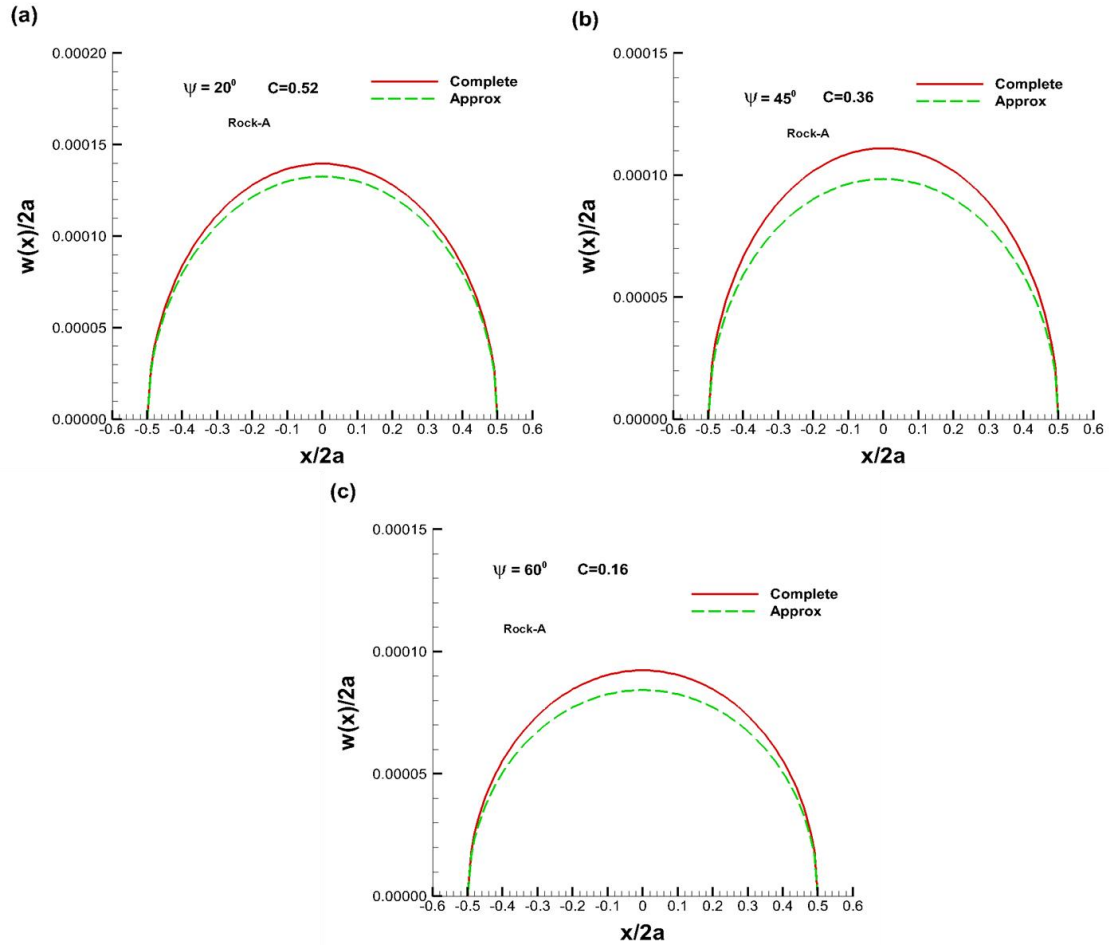 (a)
0.00020
0.00015
0.00010
0.00005
0.00000
w(x)/2a
ψ = 20⁰ C=0.52
Rock-A
Complete
Approx
-0.6 -0.5 -0.4 -0.3 -0.2 -0.1 0 0.1 0.2 0.3 0.4 0.5 0.6
x/2a
(b)
0.00015
0.00010
0.00005
0.00000
w(x)/2a
ψ = 45⁰ C=0.36
Rock-A
Complete
Approx
-0.6 -0.5 -0.4 -0.3 -0.2 -0.1 0 0.1 0.2 0.3 0.4 0.5 0.6
x/2a
(c)
0.00015
0.00010
0.00005
0.00000
w(x)/2a
ψ = 60⁰ C=0.16
Rock-A
Complete
Approx
-0.6 -0.5 -0.4 -0.3 -0.2 -0.1 0 0.1 0.2 0.3 0.4 0.5 0.6
x/2a